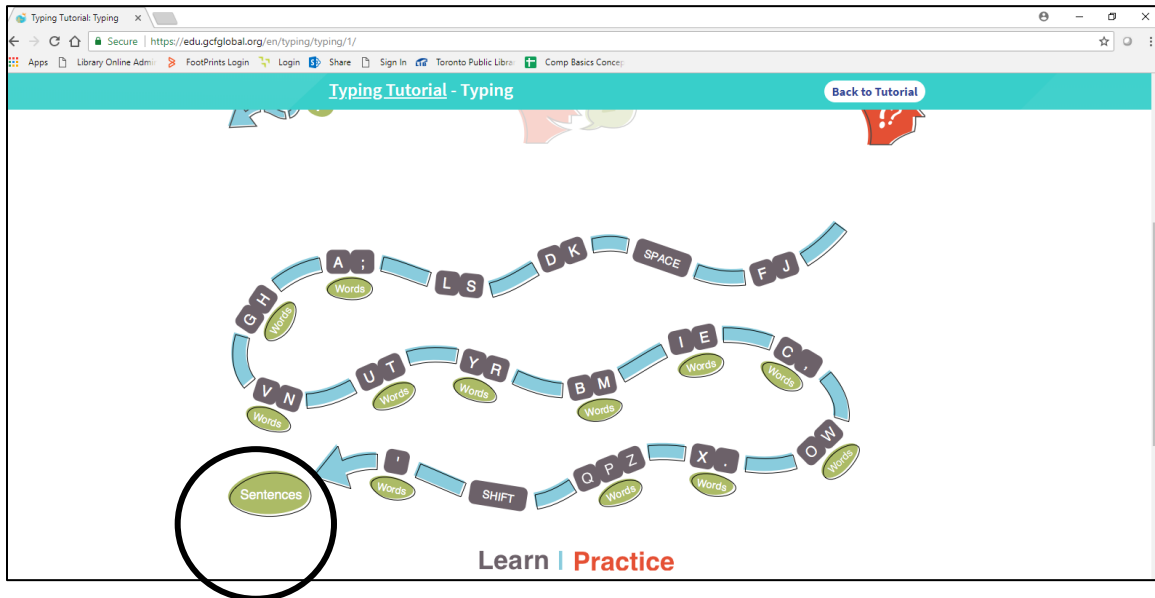 Typing Tutorial: Typing
Secure | https://edu.gcfglobal.org/en/typing/typing/1/
Apps Library Online Admi FootPrints Login Login Share Sign In Toronto Public Libra Comp Basics Concep
Typing Tutorial - Typing Back to Tutorial
??
A ; L S D K SPACE F J
Words
G H
Words
V N U T Y R B M I E C ,
Words Words Words Words Words Words
O W
Words
Sentences ' SHIFT Q P Z X .
Words Words Words
Learn | Practice